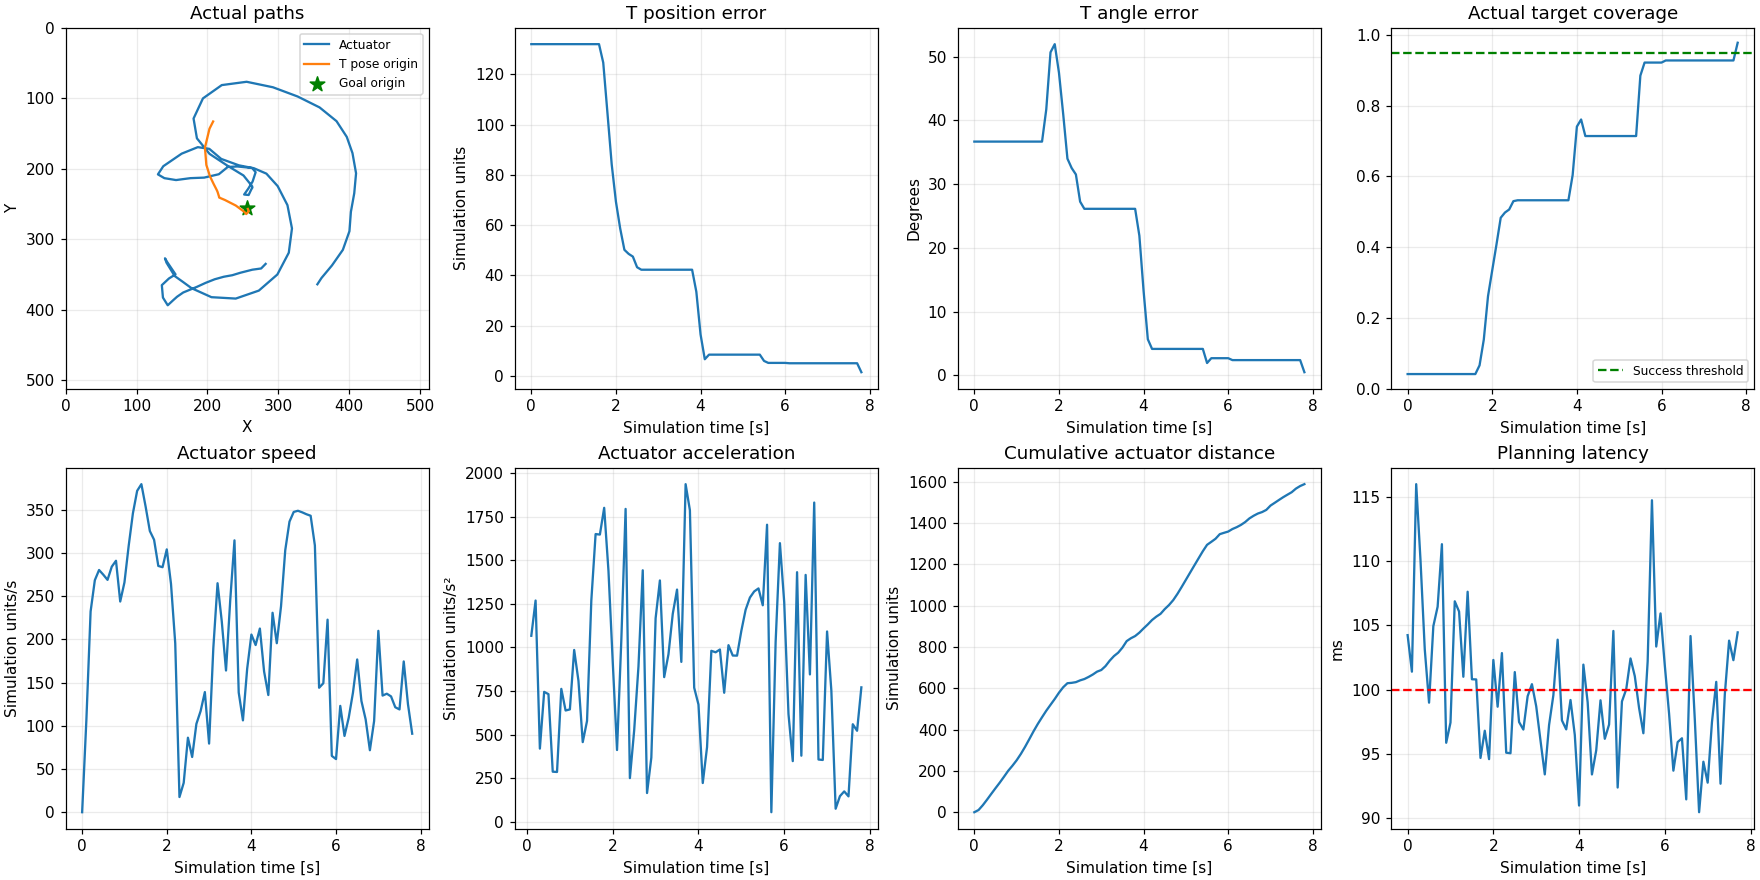 Actual paths
T position error
T angle error
Actual target coverage
0
100
200
300
400
500
Y
Actuator
T pose origin
Goal origin
0 100 200 300 400 500
X
120
100
80
60
40
20
0
Simulation units
0 2 4 6 8
Simulation time [s]
50
40
30
20
10
0
Degrees
0 2 4 6 8
Simulation time [s]
1.0
0.8
0.6
0.4
0.2
0.0
Success threshold
0 2 4 6 8
Simulation time [s]
Actuator speed
Actuator acceleration
Cumulative actuator distance
Planning latency
350
300
250
200
150
100
50
0
Simulation units/s
0 2 4 6 8
Simulation time [s]
2000
1750
1500
1250
1000
750
500
250
0
Simulation units/s²
0 2 4 6 8
Simulation time [s]
1600
1400
1200
1000
800
600
400
200
0
Simulation units
0 2 4 6 8
Simulation time [s]
115
110
105
100
95
90
ms
0 2 4 6 8
Simulation time [s]